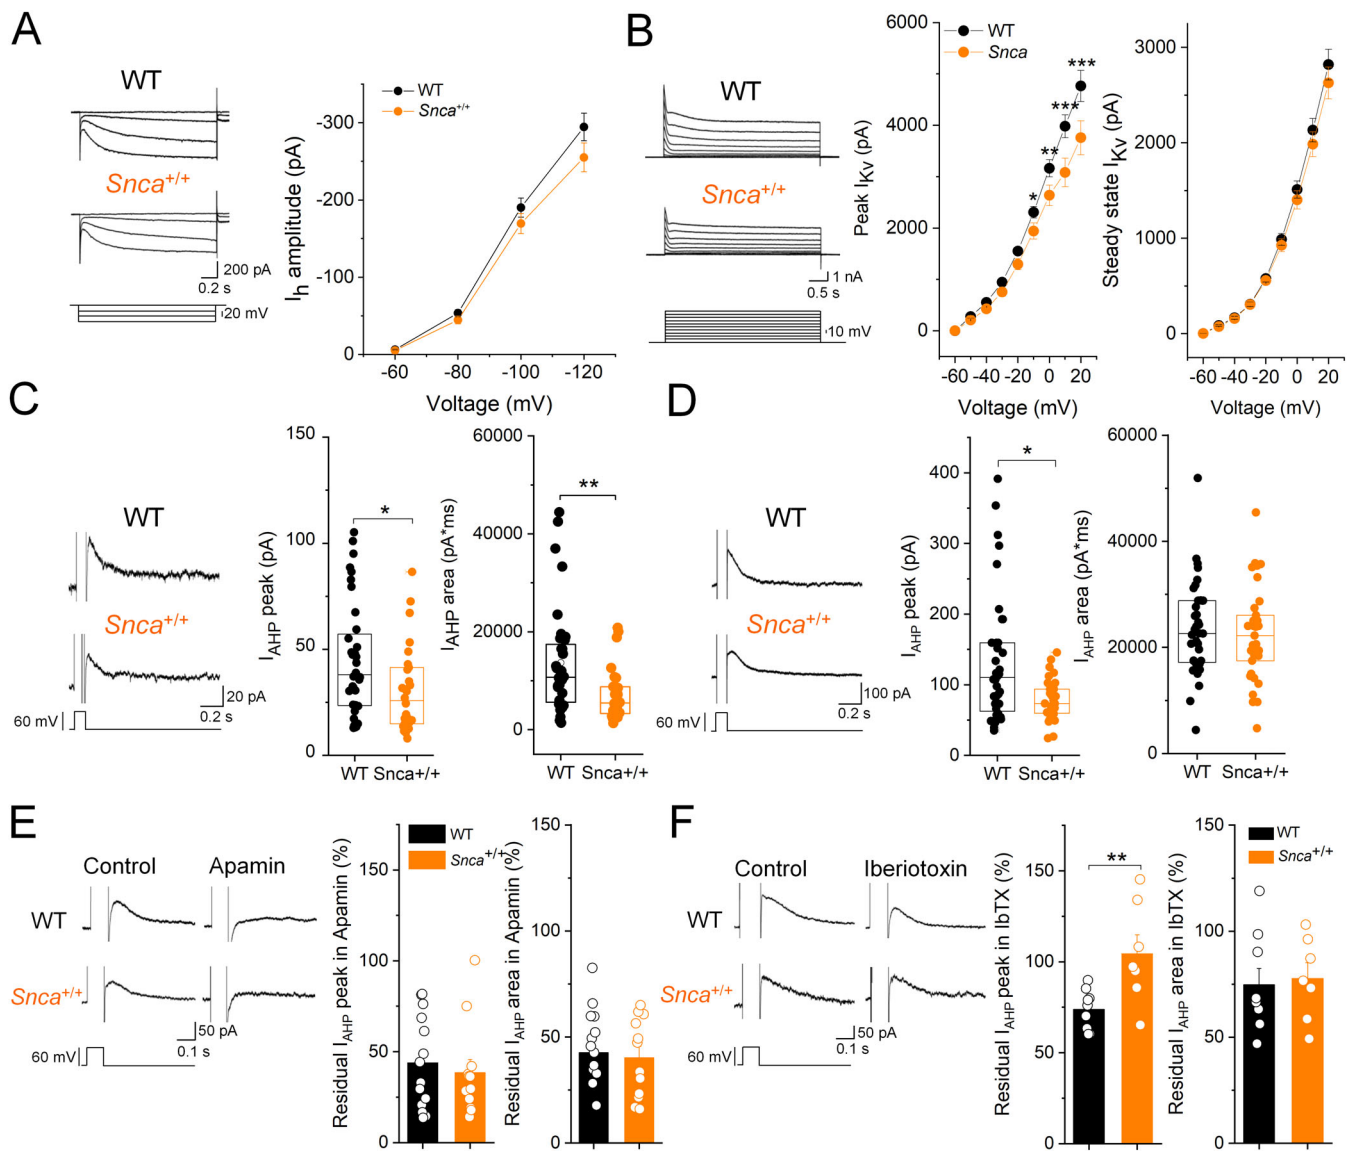 A
WT
Snca+/+
200 pA
0.2 s
20 mV
Ih amplitude (pA)
WT
Snca+/+
-300
-200
-100
0
-60
-80
-100
-120
Voltage (mV)
B
WT
Snca+/+
1 nA
0.5 s
10 mV
Peak IKv (pA)
WT
Snca
6000
4000
2000
0
*
**
***
***
-60
-40
-20
0
20
Voltage (mV)
Steady state IKv (pA)
3000
2000
1000
0
-60
-40
-20
0
20
Voltage (mV)
C
WT
Snca+/+
20 pA
0.2 s
60 mV
IAHP peak (pA)
150
100
50
0
*
WT Snca+/+
IAHP area (pA*ms)
60000
40000
20000
0
**
WT Snca+/+
D
WT
Snca+/+
100 pA
0.2 s
60 mV
IAHP peak (pA)
400
300
200
100
0
*
WT Snca+/+
IAHP area (pA*ms)
60000
40000
20000
0
WT Snca+/+
E
Control Apamin
WT
Snca+/+
50 pA
0.1 s
60 mV
Residual IAHP peak in Apamin (%)
WT
Snca+/+
150
100
50
0
Residual IAHP area in Apamin (%)
150
100
50
0
F
Control Iberiotoxin
WT
Snca+/+
50 pA
0.1 s
60 mV
Residual IAHP peak in IbTX (%)
150
100
50
0
**
Residual IAHP area in IbTX (%)
WT
Snca+/+
150
100
50
0